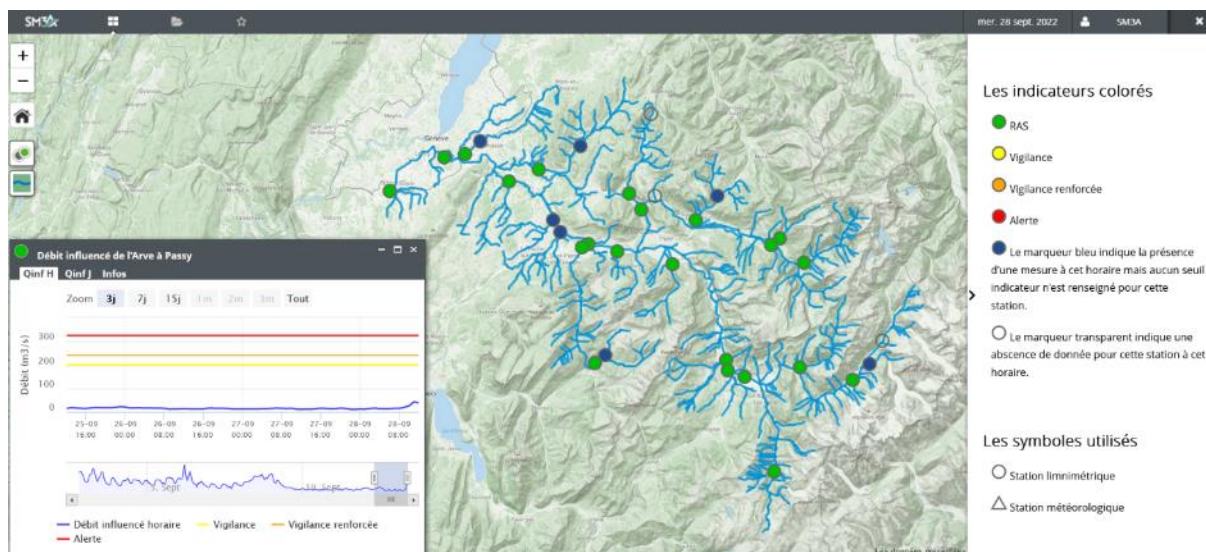 SM3A
mer. 28 sept. 2022
SM3A
+
−
Genève
Les indicateurs colorés
RAS
Vigilance
Vigilance renforcée
Alerte
Le marqueur bleu indique la présence
d'une mesure à cet horaire mais aucun seuil
indicateur n'est renseigné pour cette
station.
Le marqueur transparent indique une
abscence de donnée pour cette station à cet
horaire.
Les symboles utilisés
Station limnimétrique
Station météorologique
Débit influencé de l'Arve à Passy
Qinf H Qinf J Infos
Zoom 3j 7j 15j 1m 2m 3m Tout
Débit (m3/s)
300
200
100
0
25-09 26-09 26-09 26-09 27-09 27-09 27-09 28-09 28-09
16:00 00:00 08:00 16:00 00:00 08:00 16:00 00:00 08:00
5. Sept 19. Sept
Débit influencé horaire Vigilance Vigilance renforcée
Alerte